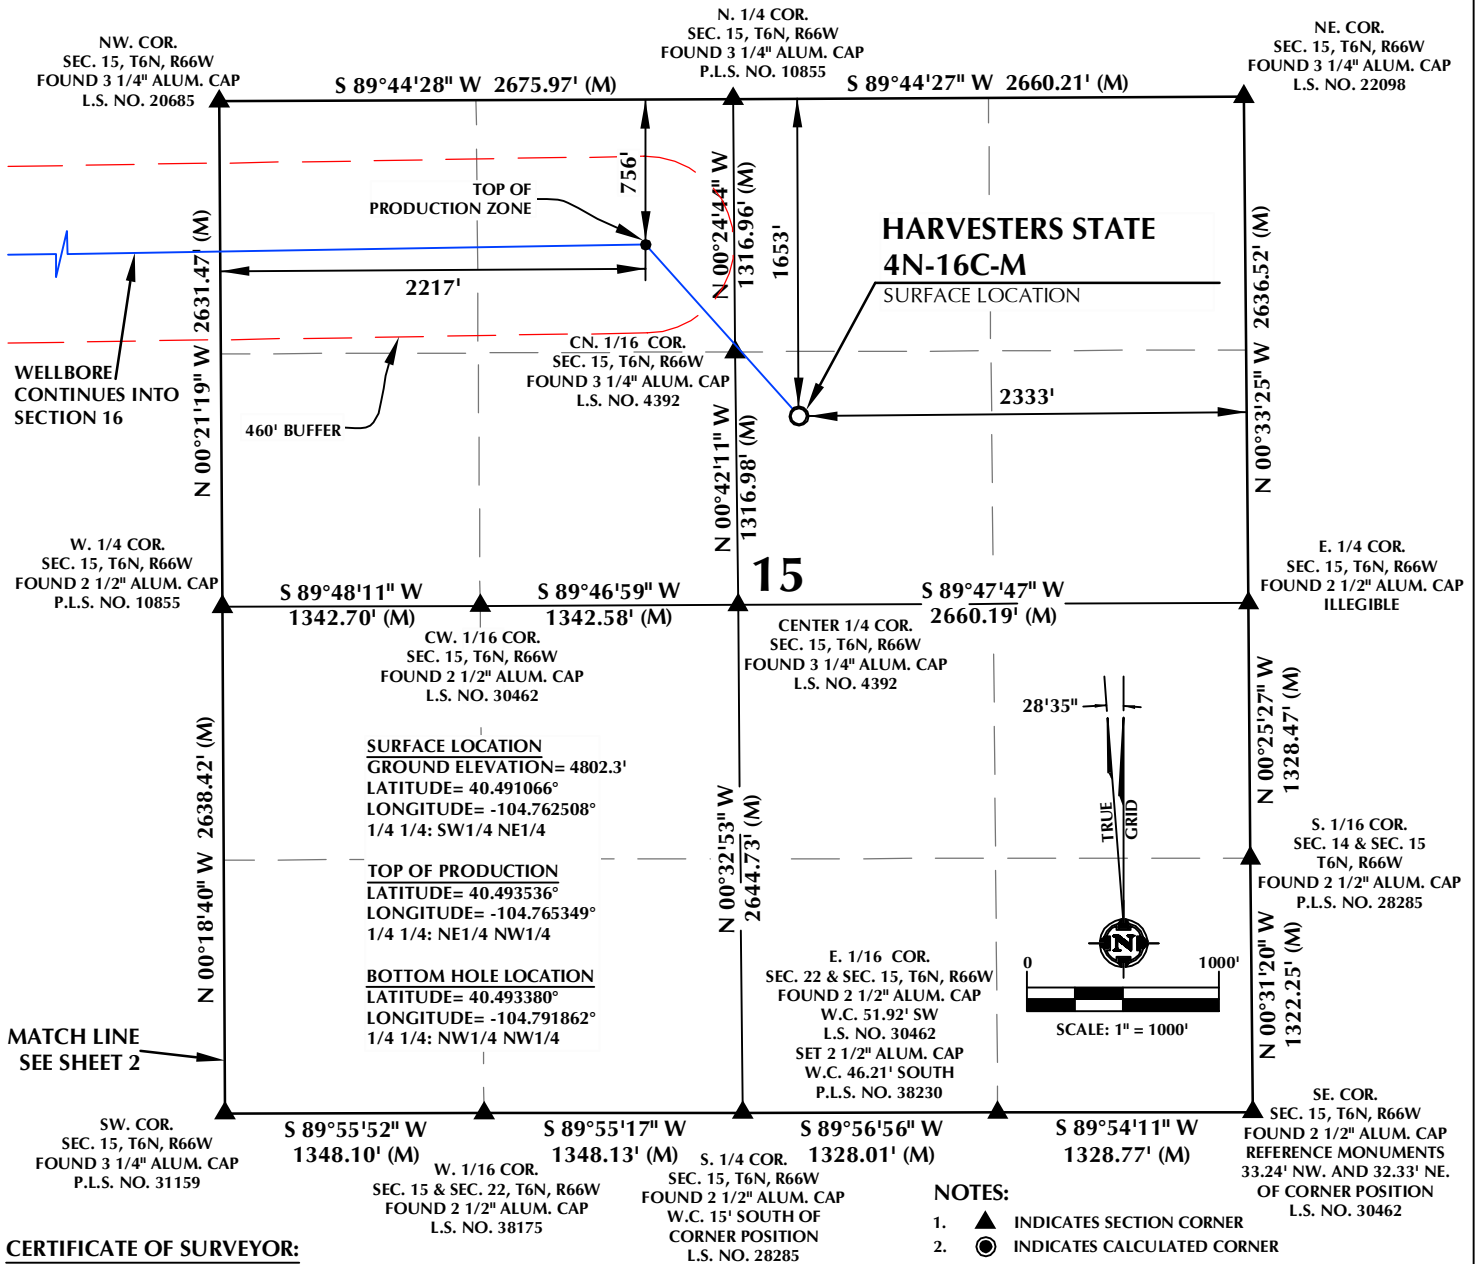 NW. COR.
SEC. 15, T6N, R66W
FOUND 3 1/4" ALUM. CAP
L.S. NO. 20685
N. 1/4 COR.
SEC. 15, T6N, R66W
FOUND 3 1/4" ALUM. CAP
P.L.S. NO. 10855
NE. COR.
SEC. 15, T6N, R66W
FOUND 3 1/4" ALUM. CAP
L.S. NO. 22098
S 89°44'28" W 2675.97' (M)
S 89°44'27" W 2660.21' (M)
TOP OF
PRODUCTION ZONE
756'
N 00°24'44" W
1316.96' (M)
1653'
HARVESTERS STATE
4N-16C-M
SURFACE LOCATION
N 00°21'19" W 2631.47' (M)
2217'
N 00°33'25" W 2636.52' (M)
WELLBORE
CONTINUES INTO
SECTION 16
CN. 1/16 COR.
SEC. 15, T6N, R66W
FOUND 3 1/4" ALUM. CAP
L.S. NO. 4392
2333'
460' BUFFER
N 00°42'11" W
1316.98' (M)
W. 1/4 COR.
SEC. 15, T6N, R66W
FOUND 2 1/2" ALUM. CAP
P.L.S. NO. 10855
15
E. 1/4 COR.
SEC. 15, T6N, R66W
FOUND 2 1/2" ALUM. CAP
ILLEGIBLE
S 89°48'11" W
1342.70' (M)
S 89°46'59" W
1342.58' (M)
S 89°47'47" W
2660.19' (M)
CW. 1/16 COR.
SEC. 15, T6N, R66W
FOUND 2 1/2" ALUM. CAP
L.S. NO. 30462
CENTER 1/4 COR.
SEC. 15, T6N, R66W
FOUND 3 1/4" ALUM. CAP
L.S. NO. 4392
28'35"
TRUE
GRID
N
N 00°25'27" W
1328.47' (M)
N 00°18'40" W 2638.42' (M)
SURFACE LOCATION
GROUND ELEVATION= 4802.3'
LATITUDE= 40.491066°
LONGITUDE= -104.762508°
1/4 1/4: SW1/4 NE1/4
TOP OF PRODUCTION
LATITUDE= 40.493536°
LONGITUDE= -104.765349°
1/4 1/4: NE1/4 NW1/4
BOTTOM HOLE LOCATION
LATITUDE= 40.493380°
LONGITUDE= -104.791862°
1/4 1/4: NW1/4 NW1/4
N 00°32'53" W
2644.73' (M)
S. 1/16 COR.
SEC. 14 & SEC. 15
T6N, R66W
FOUND 2 1/2" ALUM. CAP
P.L.S. NO. 28285
E. 1/16 COR.
SEC. 22 & SEC. 15, T6N, R66W
FOUND 2 1/2" ALUM. CAP
W.C. 51.92' SW
L.S. NO. 30462
SET 2 1/2" ALUM. CAP
W.C. 46.21' SOUTH
P.L.S. NO. 38230
0 1000'
SCALE: 1" = 1000'
N 00°31'20" W
1322.25' (M)
MATCH LINE
SEE SHEET 2
SW. COR.
SEC. 15, T6N, R66W
FOUND 3 1/4" ALUM. CAP
P.L.S. NO. 31159
S 89°55'52" W
1348.10' (M)
S 89°55'17" W
1348.13' (M)
S 89°56'56" W
1328.01' (M)
S 89°54'11" W
1328.77' (M)
SE. COR.
SEC. 15, T6N, R66W
FOUND 2 1/2" ALUM. CAP
REFERENCE MONUMENTS
33.24' NW. AND 32.33' NE.
OF CORNER POSITION
L.S. NO. 30462
W. 1/16 COR.
SEC. 15 & SEC. 22, T6N, R66W
FOUND 2 1/2" ALUM. CAP
L.S. NO. 38175
S. 1/4 COR.
SEC. 15, T6N, R66W
FOUND 2 1/2" ALUM. CAP
W.C. 15' SOUTH OF
CORNER POSITION
L.S. NO. 28285
NOTES:
1. INDICATES SECTION CORNER
2. INDICATES CALCULATED CORNER
CERTIFICATE OF SURVEYOR: